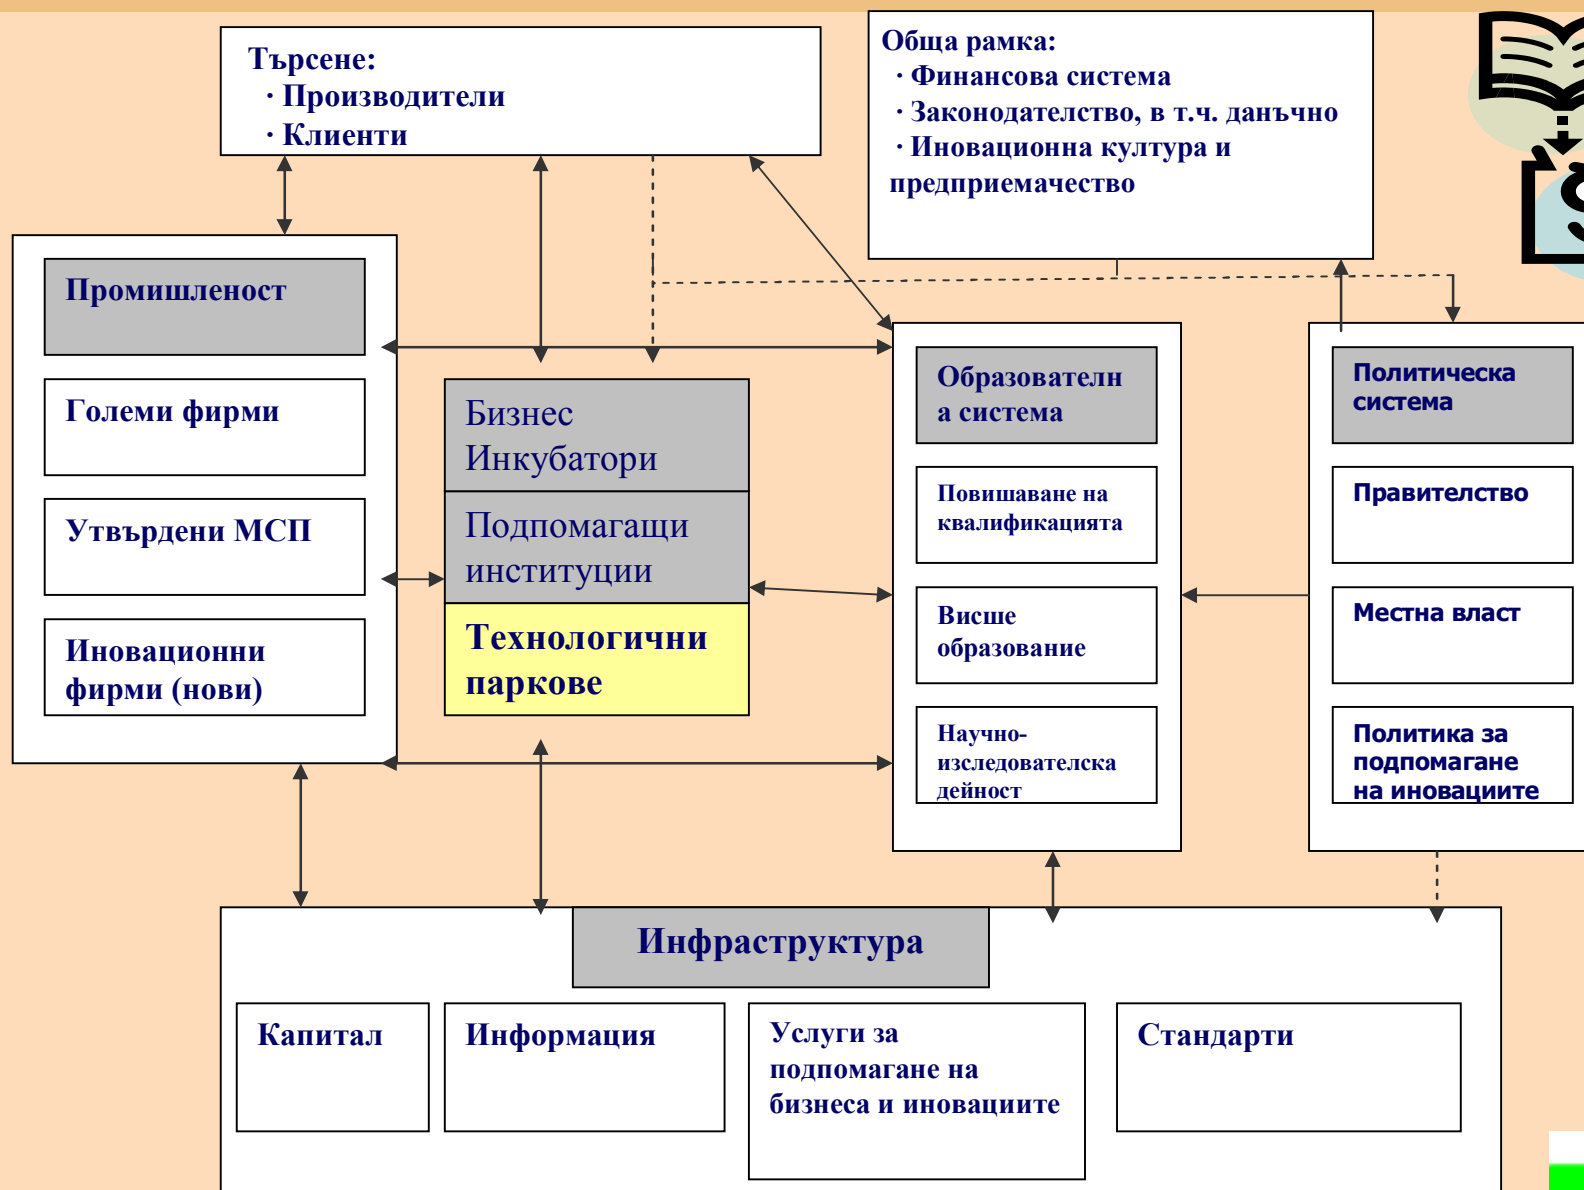 Търсене:
· Производители
· Клиенти
Обща рамка:
· Финансова система
· Законодателство, в т.ч. данъчно
· Иновационна култура и
предприемачество
Промишленост
Големи фирми
Утвърдени МСП
Иновационни
фирми (нови)
Бизнес
Инкубатори
Подпомагащи
институции
Технологични
паркове
Образователн
а система
Повишаване на
квалификацията
Висше
образование
Научно-
изследователска
дейност
Политическа
система
Правителство
Местна власт
Политика за
подпомагане
на иновациите
Инфраструктура
Капитал
Информация
Услуги за
подпомагане на
бизнеса и иновациите
Стандарти